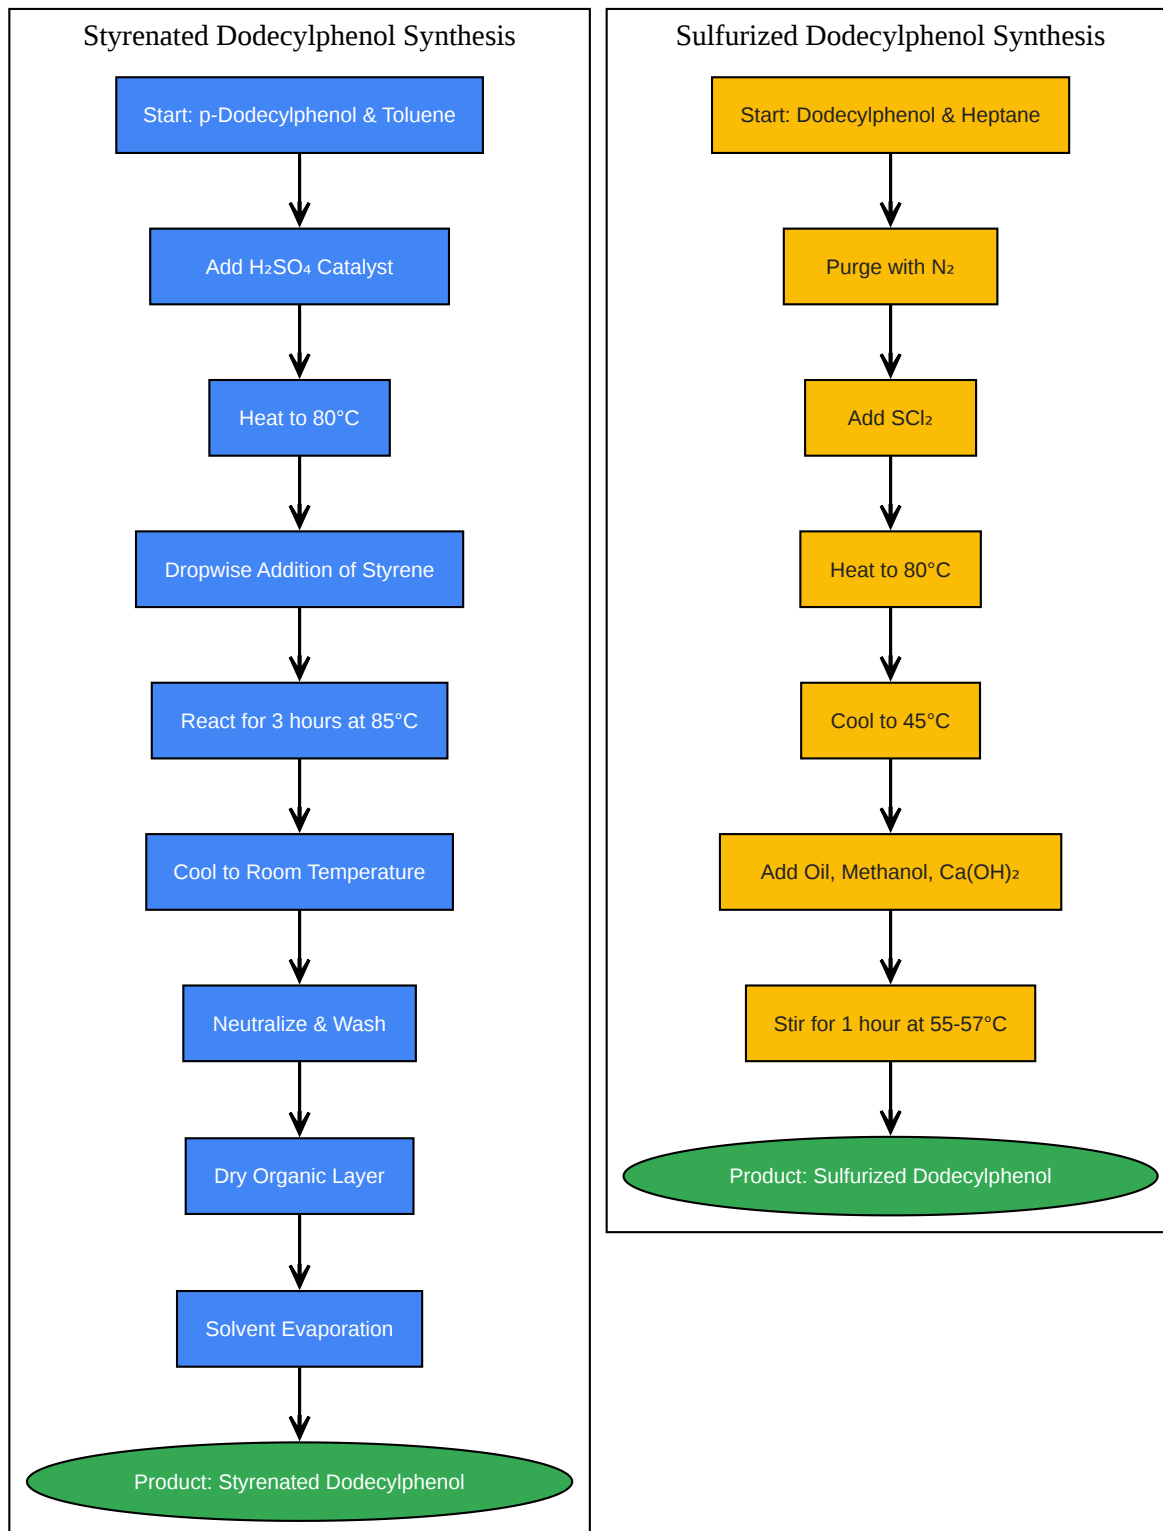 Styrenated Dodecylphenol Synthesis
Start: p-Dodecylphenol & Toluene
Add H₂SO₄ Catalyst
Heat to 80°C
Dropwise Addition of Styrene
React for 3 hours at 85°C
Cool to Room Temperature
Neutralize & Wash
Dry Organic Layer
Solvent Evaporation
Product: Styrenated Dodecylphenol
Sulfurized Dodecylphenol Synthesis
Start: Dodecylphenol & Heptane
Purge with N₂
Add SCl₂
Heat to 80°C
Cool to 45°C
Add Oil, Methanol, Ca(OH)₂
Stir for 1 hour at 55-57°C
Product: Sulfurized Dodecylphenol